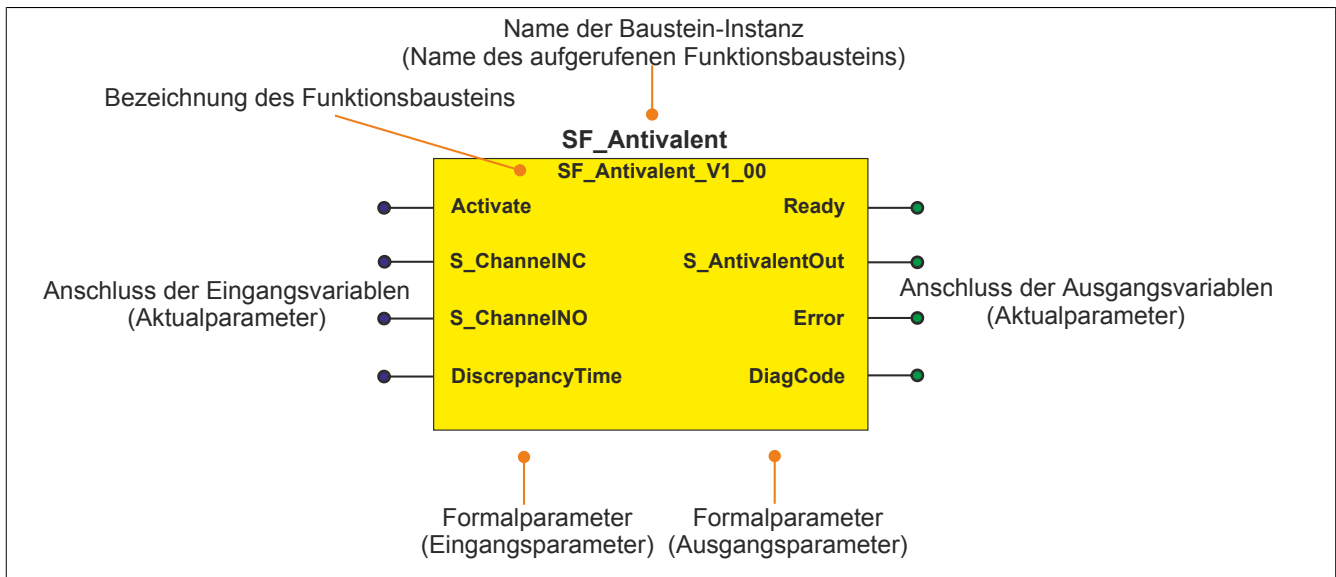 Name der Baustein-Instanz
(Name des aufgerufenen Funktionsbausteins)
Bezeichnung des Funktionsbausteins
SF_Antivalent
SF_Antivalent_V1_00
Activate
Ready
S_ChannelNC
S_AntivalentOut
Anschluss der Eingangsvariablen
(Aktualparameter)
Anschluss der Ausgangsvariablen
(Aktualparameter)
S_ChannelNO
Error
DiscrepancyTime
DiagCode
Formalparameter
(Eingangsparameter)
Formalparameter
(Ausgangsparameter)